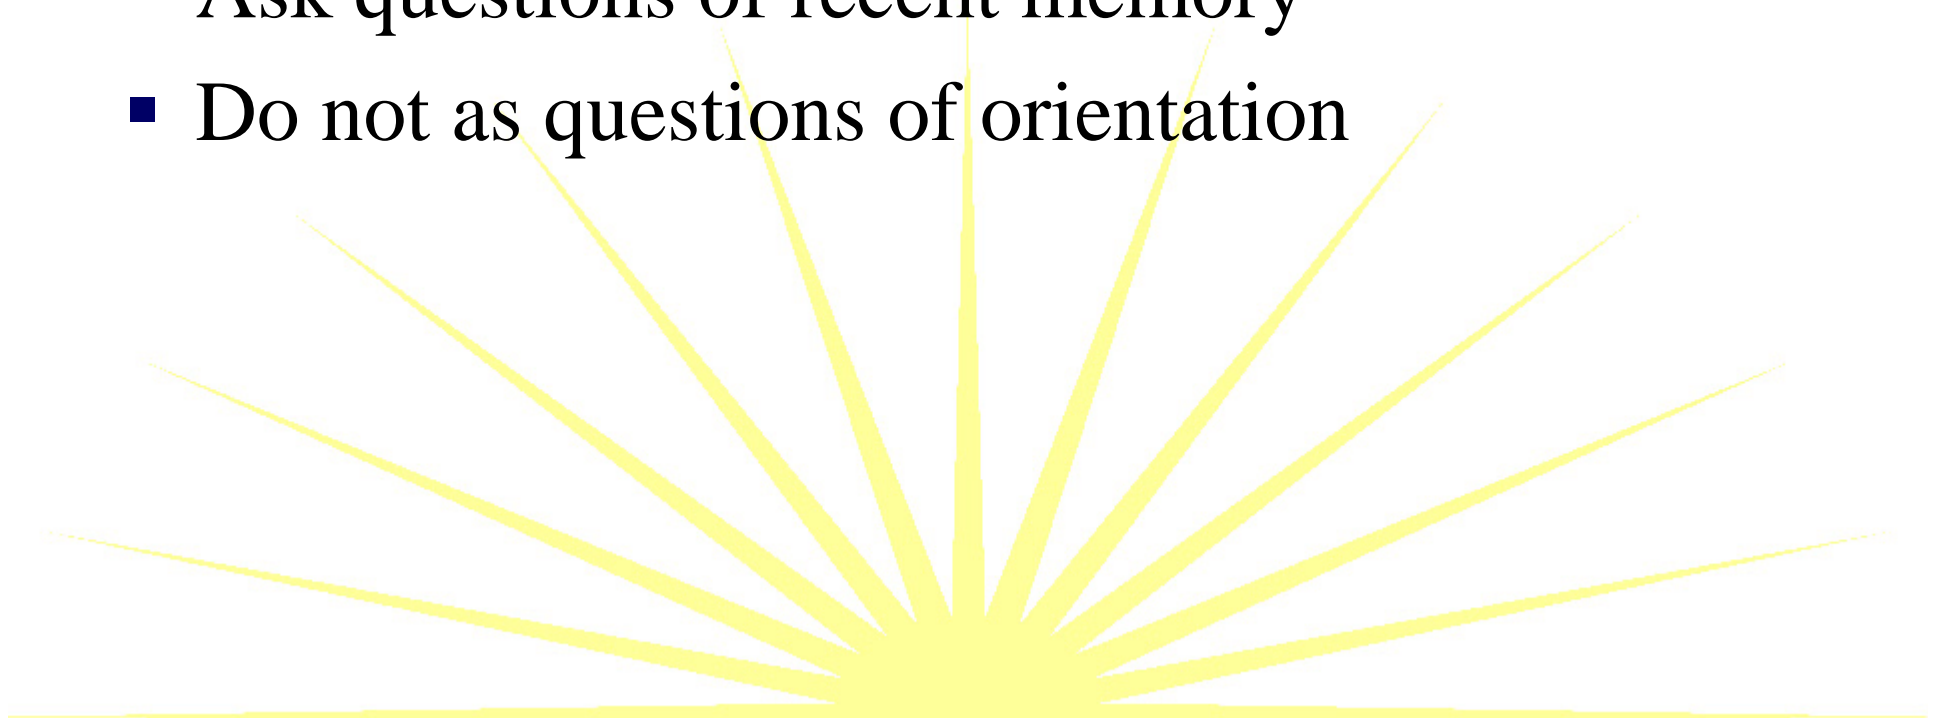 Ask questions of recent memory
Do not as questions of orientation